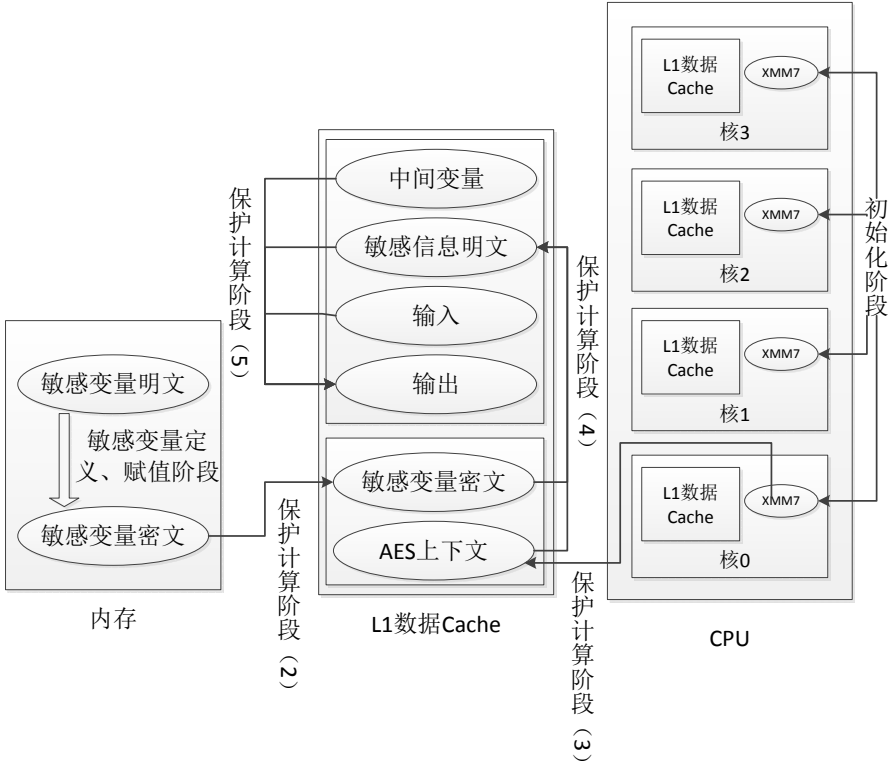 敏感变量明文
敏感变量定
义、赋值阶段
敏感变量密文
内存
保护计算阶段（2）
保护计算阶段（5）
中间变量
敏感信息明文
输入
输出
敏感变量密文
AES上下文
L1数据Cache
保护计算阶段（4）
保护计算阶段（3）
L1数据
Cache
XMM7
核3
L1数据
Cache
XMM7
核2
L1数据
Cache
XMM7
核1
L1数据
Cache
XMM7
核0
CPU
初始化阶段